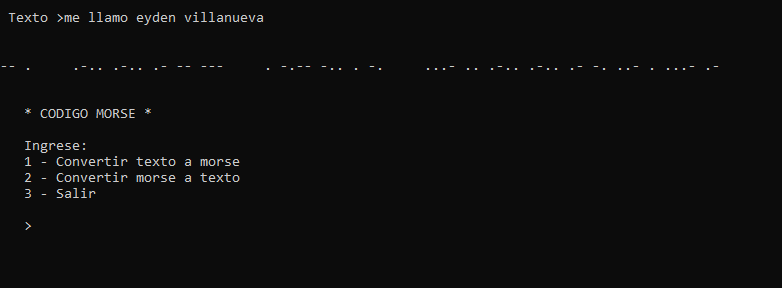 Texto >me llamo eyden villanueva
-- .     .-.. .-.. .- -- ---     . -.-- -.. . -.     ...- .. .-.. .-.. .- -. ..- . ...- .-
* CODIGO MORSE *
Ingrese:
1 - Convertir texto a morse
2 - Convertir morse a texto
3 - Salir
>